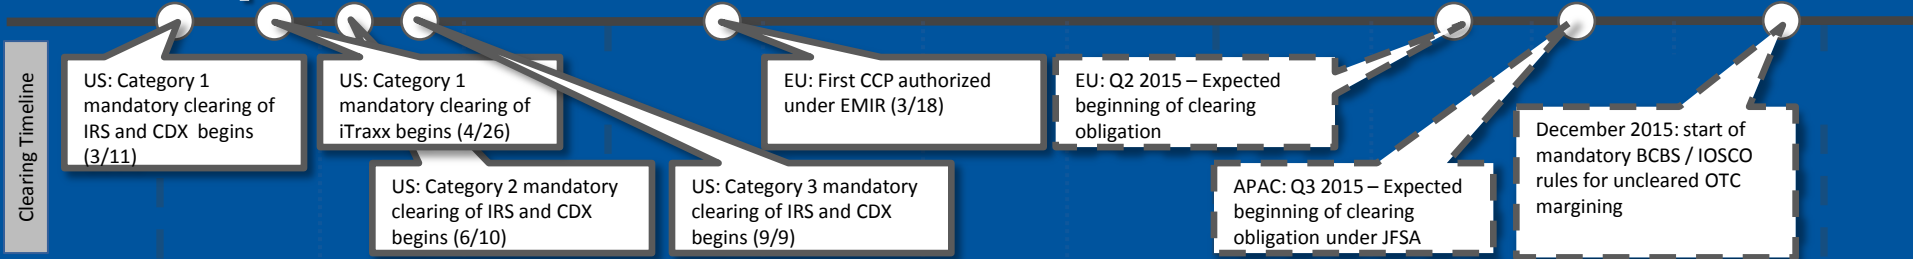 Clearing Timeline
US: Category 1
mandatory clearing of
IRS and CDX  begins
(3/11)
US: Category 1
mandatory clearing of
iTraxx begins (4/26)
US: Category 2 mandatory
clearing of IRS and CDX
begins (6/10)
US: Category 3 mandatory
clearing of IRS and CDX
begins (9/9)
EU: First CCP authorized
under EMIR (3/18)
EU: Q2 2015 – Expected
beginning of clearing
obligation
APAC: Q3 2015 – Expected
beginning of clearing
obligation under JFSA
December 2015: start of
mandatory BCBS / IOSCO
rules for uncleared OTC
margining